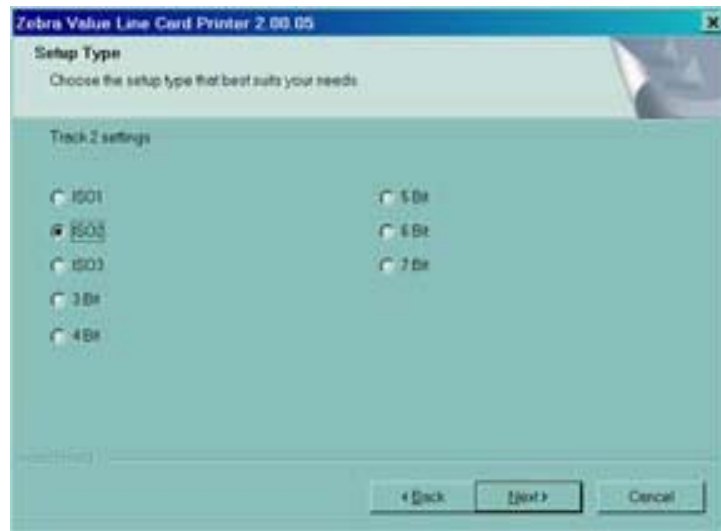 Zebra Value Line Card Printer 2.00.05
Setup Type
Choose the setup type that best suits your needs
Track 2 settings
ISO1
ISO2
ISO3
3 Bit
4 Bit
5 Bit
6 Bit
7 Bit
< Back
Next >
Cancel